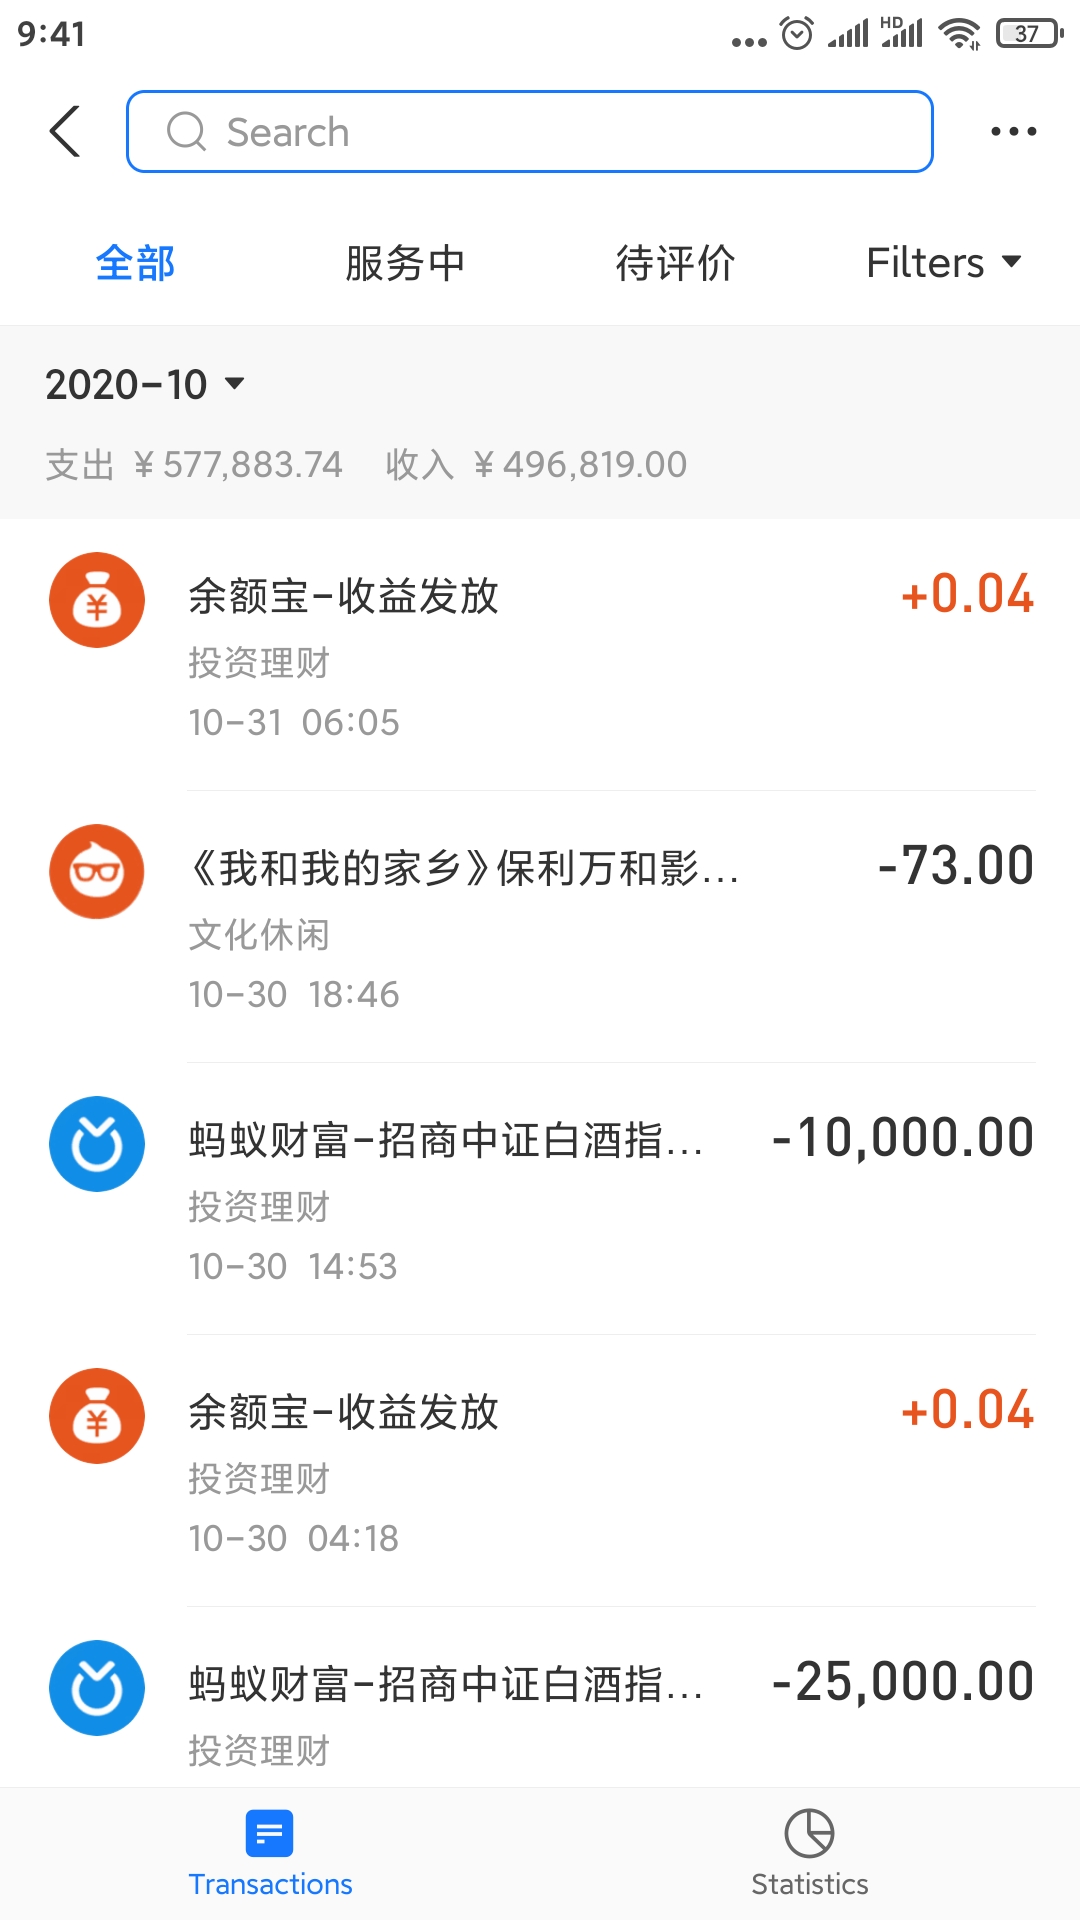 9:41
HD
37
Search
全部 服务中 待评价 Filters
2020-10
支出 ¥577,883.74 收入 ¥496,819.00
余额宝-收益发放 +0.04
投资理财
10-31 06:05
《我和我的家乡》保利万和影... -73.00
文化休闲
10-30 18:46
蚂蚁财富-招商中证白酒指... -10,000.00
投资理财
10-30 14:53
余额宝-收益发放 +0.04
投资理财
10-30 04:18
蚂蚁财富-招商中证白酒指... -25,000.00
投资理财
Transactions Statistics